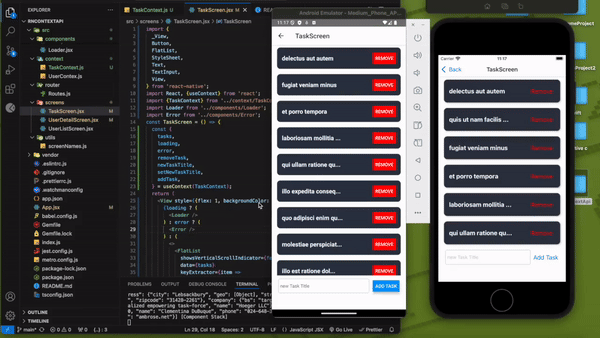 EXPLORER
RNCONTEXTAPI
src
components
Loader.jsx
context
TaskContext.js U
UserContex.js
router
Routes.js
screens
TaskScreen.jsx M
UserDetailScreen.jsx M
UserListScreen.jsx
utils
screenNames.js
vendor
.eslintrc.js
.gitignore
.prettierrc.js
.watchmanconfig
app.json
App.jsx M
babel.config.js
Gemfile
Gemfile.lock
index.js
jest.config.js
metro.config.js
package-lock.json
package.json
README.md
tsconfig.json
OUTLINE
TIMELINE
TaskContext.js U
TaskScreen.jsx M
src > screens > TaskScreen.jsx > TaskScreen
import {
View,
Button,
FlatList,
StyleSheet,
Text,
TextInput,
View,
} from 'react-native';
import React, {useContext} from 'react';
import {TaskContext} from '../context/TaskCont
import Loader from '../components/Loader';
import Error from '../components/Error';
const TaskScreen = () => {
const {
tasks,
loading,
error,
removeTask,
newTaskTitle,
setNewTaskTitle,
addTask,
} = useContext(TaskContext);
return (
<View style={{flex: 1, backgroundColor:
{loading ? (
<Loader />
) : error ? (
<Error />
) : (
<>
<FlatList
showsVerticalScrollIndicator=
data={tasks}
keyExtractor={item =>
PROBLEMS OUTPUT DEBUG CONSOLE TERMINAL
main*
Ln 29, Col 18 Spaces: 2 UTF-8 LF JavaScript JSX Go Live Prettier
Android Emulator - Medium_Phone_AP
11:17
TaskScreen
delectus aut autem REMOVE
fugiat veniam minus REMOVE
et porro tempora REMOVE
laboriosam mollitia ... REMOVE
qui ullam ratione qu... REMOVE
illo expedita conseq... REMOVE
quo adipisci enim qu... REMOVE
molestiae perspiciat... REMOVE
illo est ratione dol... REMOVE
new Task Title ADD TASK
Carrier 11:17
Back TaskScreen
delectus aut autem Remove
quis ut nam facilis ... Remove
fugiat veniam minus Remove
et porro tempora Remove
laboriosam mollitia ... Remove
qui ullam ratione qu... Remove
new Task Title Add Task